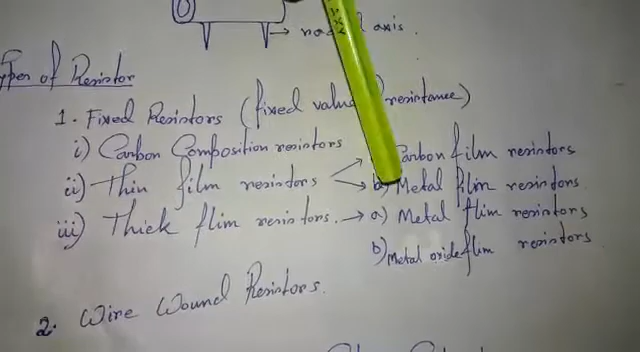 axis.
Types of Resistor
1. Fixed Resistors (fixed value resistance)
i) Carbon Composition resistors
Carbon film resistors
ii) Thin film resistors
b) Metal film resistors.
iii) Thick flim resistors. → a) Metal flim resistors
b) Metal oxide flim resistors
2. Wire Wound Resistors.